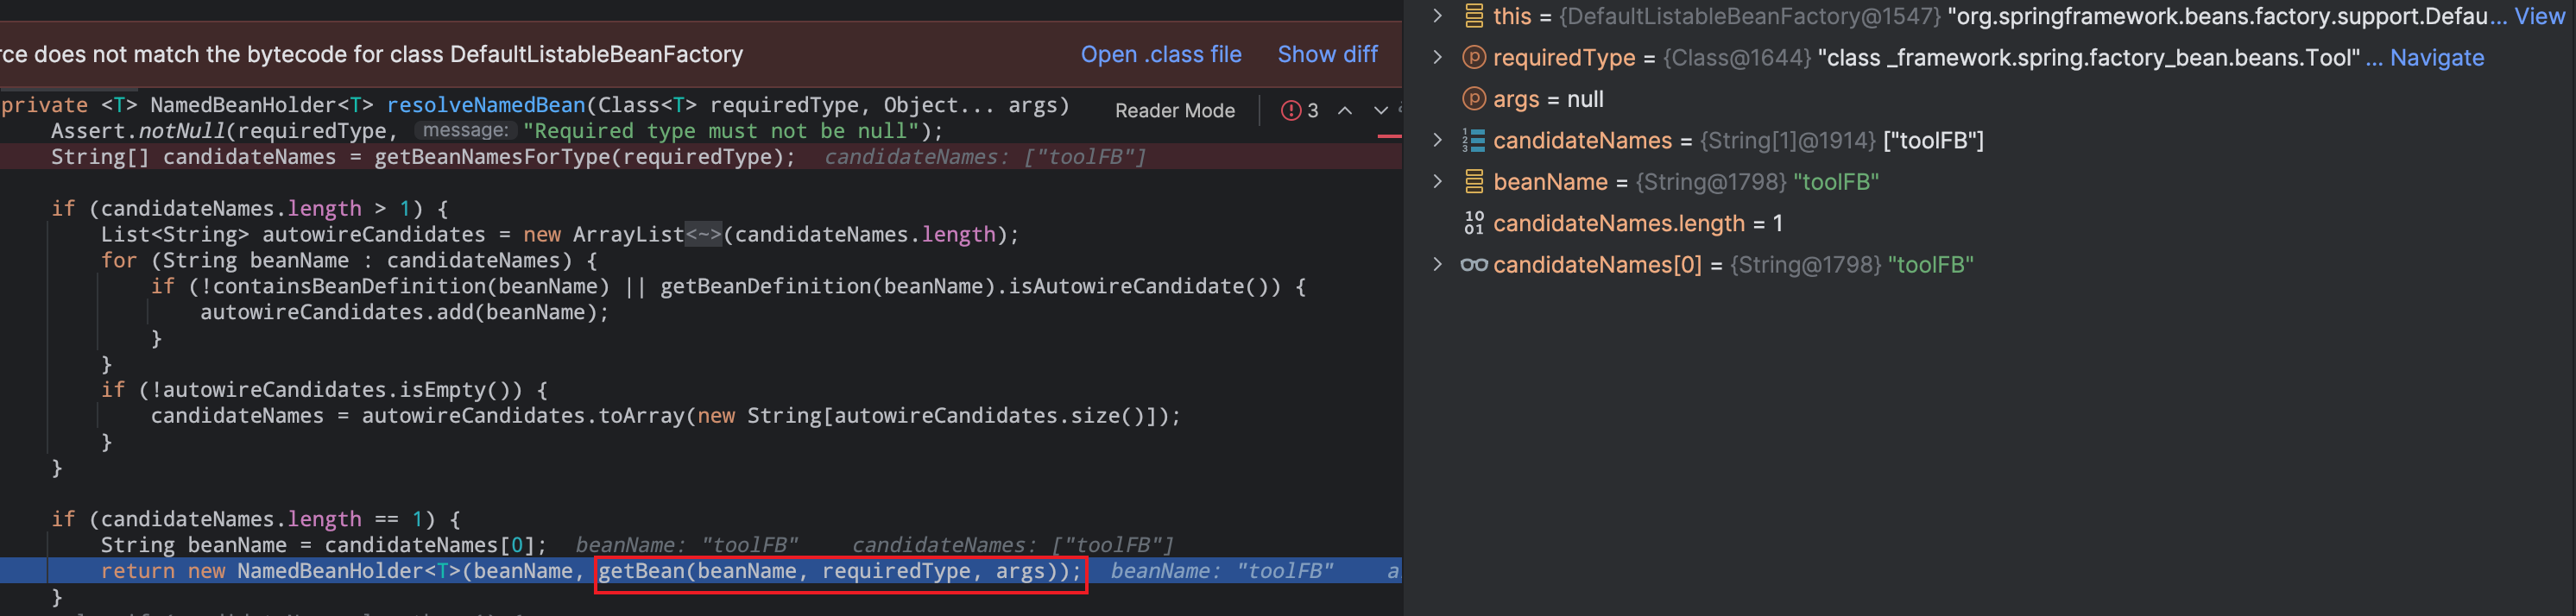 rce does not match the bytecode for class DefaultListableBeanFactory Open .class file Show diff
private <T> NamedBeanHolder<T> resolveNamedBean(Class<T> requiredType, Object... args) Reader Mode 3
Assert.notNull(requiredType, message: "Required type must not be null");
String[] candidateNames = getBeanNamesForType(requiredType); candidateNames: ["toolFB"]
if (candidateNames.length > 1) {
List<String> autowireCandidates = new ArrayList<~>(candidateNames.length);
for (String beanName : candidateNames) {
if (!containsBeanDefinition(beanName) || getBeanDefinition(beanName).isAutowireCandidate()) {
autowireCandidates.add(beanName);
}
}
if (!autowireCandidates.isEmpty()) {
candidateNames = autowireCandidates.toArray(new String[autowireCandidates.size()]);
}
}
if (candidateNames.length == 1) {
String beanName = candidateNames[0]; beanName: "toolFB" candidateNames: ["toolFB"]
return new NamedBeanHolder<T>(beanName, getBean(beanName, requiredType, args)); beanName: "toolFB" a
}
this = {DefaultListableBeanFactory@1547} "org.springframework.beans.factory.support.Defau... View
requiredType = {Class@1644} "class _framework.spring.factory_bean.beans.Tool" ... Navigate
args = null
candidateNames = {String[1]@1914} ["toolFB"]
beanName = {String@1798} "toolFB"
candidateNames.length = 1
candidateNames[0] = {String@1798} "toolFB"